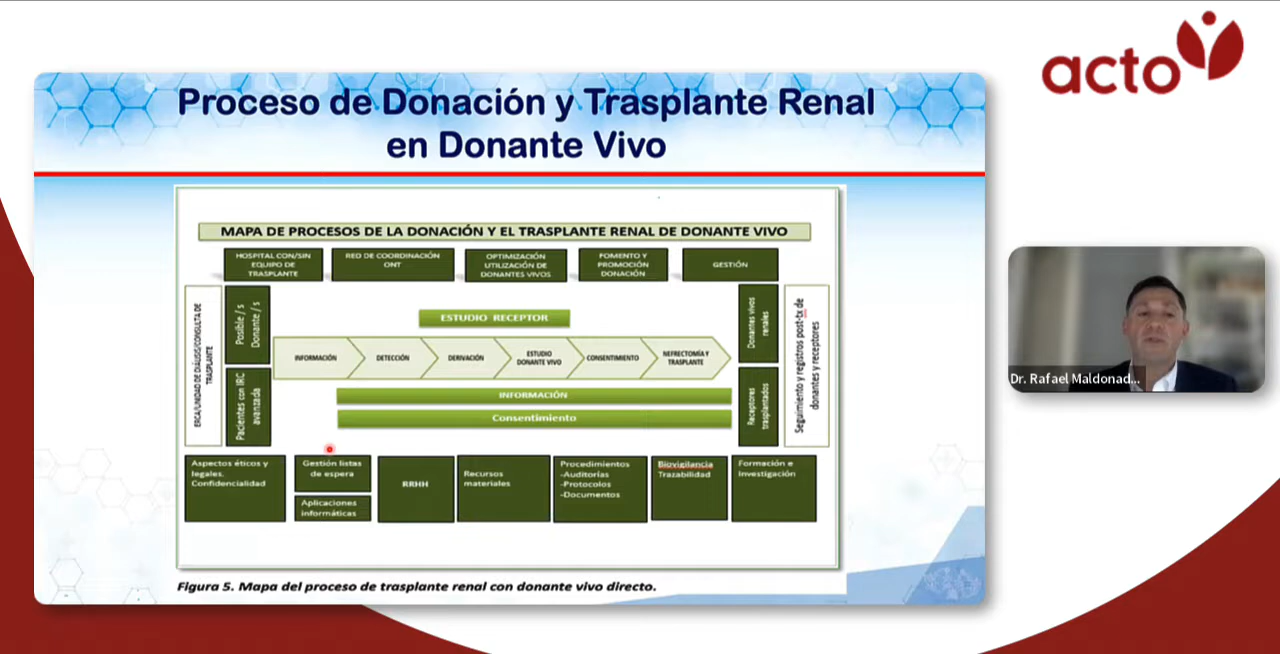 acto
Proceso de Donación y Trasplante Renal
en Donante Vivo
MAPA DE PROCESOS DE LA DONACIÓN Y EL TRASPLANTE RENAL DE DONANTE VIVO
HOSPITAL CON/SIN
EQUIPO DE
TRASPLANTE
RED DE COORDINACIÓN
ONT
OPTIMIZACIÓN
UTILIZACIÓN DE
DONANTES VIVOS
FOMENTO Y
PROMOCIÓN
DONACIÓN
GESTIÓN
ERCA/UNIDAD DE DIÁLISIS/CONSULTA DE
TRASPLANTE
Posible / s
Donante / s
Pacientes con IRC
avanzada
ESTUDIO RECEPTOR
INFORMACIÓN
DETECCIÓN
DERIVACIÓN
ESTUDIO
DONANTE VIVO
CONSENTIMIENTO
NEFRECTOMÍA Y
TRASPLANTE
INFORMACIÓN
Consentimiento
Donantes vivos
renales
Receptores
trasplantados
Seguimiento y registros post-tx de
donantes y receptores
Aspectos éticos y
legales.
Confidencialidad
Gestión listas
de espera
Aplicaciones
informáticas
RRHH
Recursos
materiales
Procedimientos
-Auditorías
-Protocolos
-Documentos
Biovigilancia
Trazabilidad
Formación e
Investigación
Figura 5. Mapa del proceso de trasplante renal con donante vivo directo.
Dr. Rafael Maldonad...